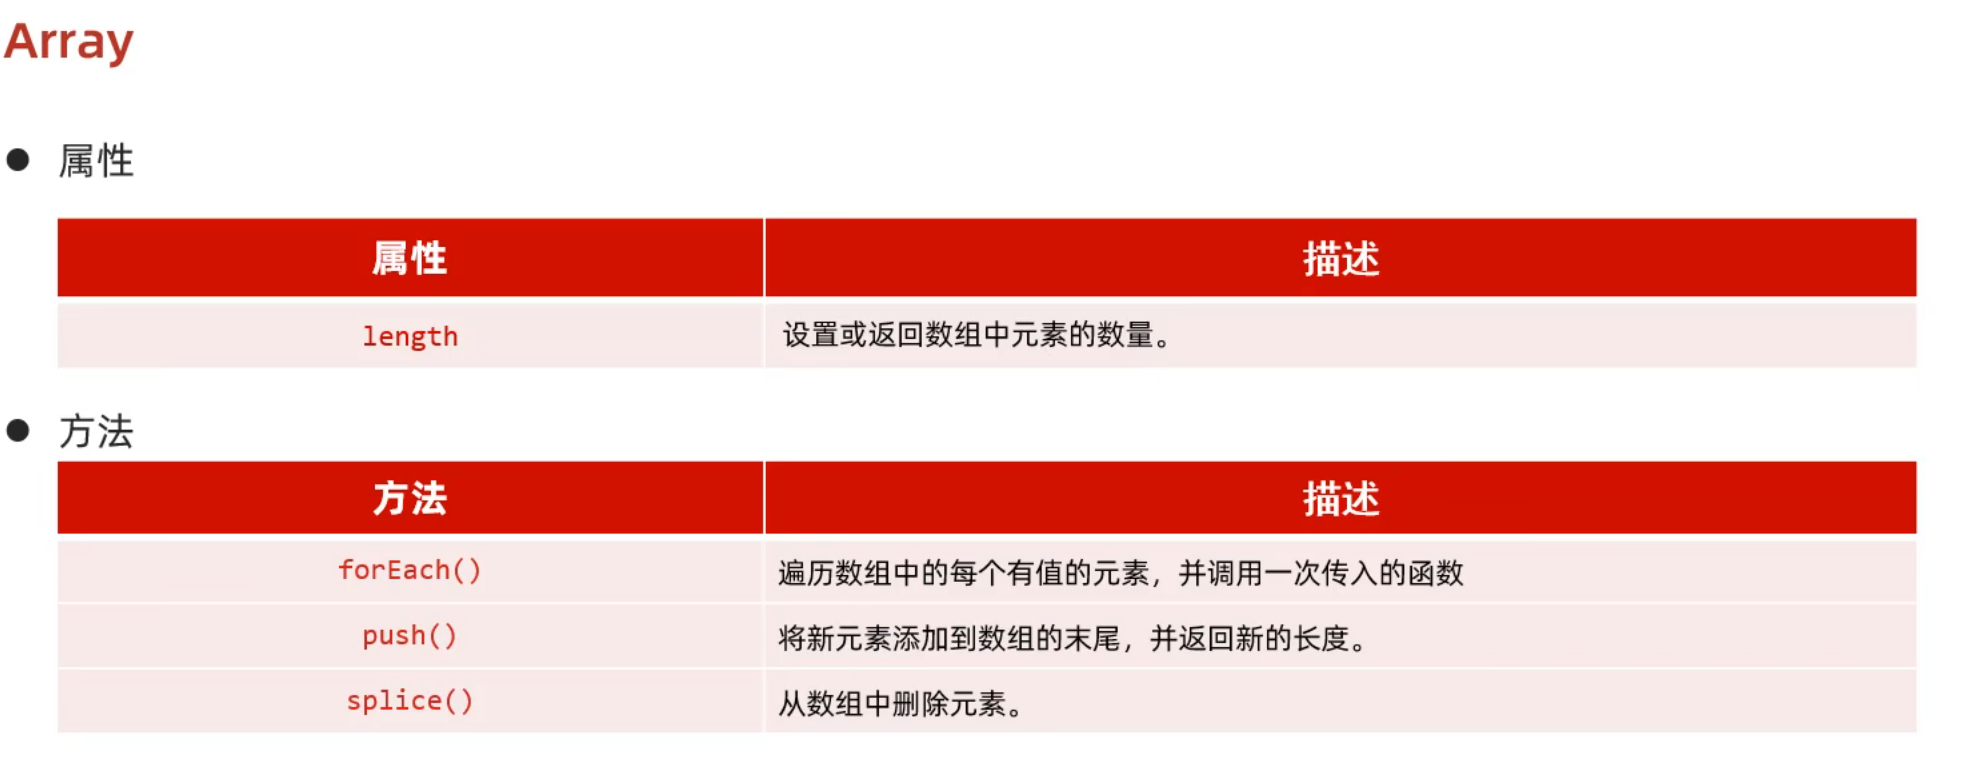 Array
● 属性
属性 描述
length 设置或返回数组中元素的数量。
● 方法
方法 描述
forEach() 遍历数组中的每个有值的元素，并调用一次传入的函数
push() 将新元素添加到数组的末尾，并返回新的长度。
splice() 从数组中删除元素。